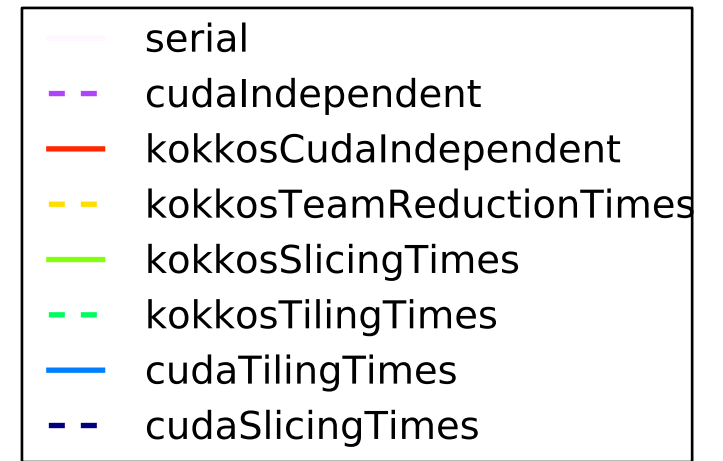 serial
cudaIndependent
kokkosCudaIndependent
kokkosTeamReductionTimes
kokkosSlicingTimes
kokkosTilingTimes
cudaTilingTimes
cudaSlicingTimes